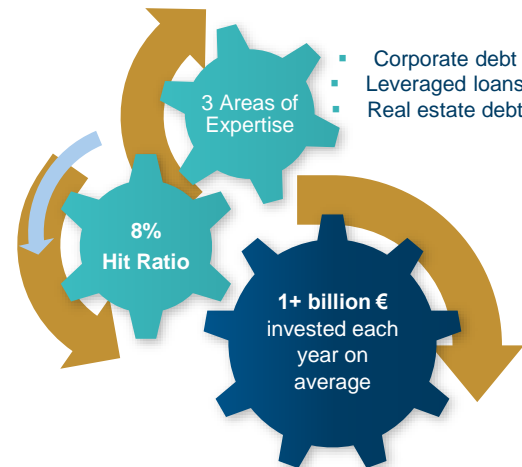 3 Areas of
Expertise
▪ Corporate debt
▪ Leveraged loans
▪ Real estate debt
8%
Hit Ratio
1+ billion €
invested each
year on
average